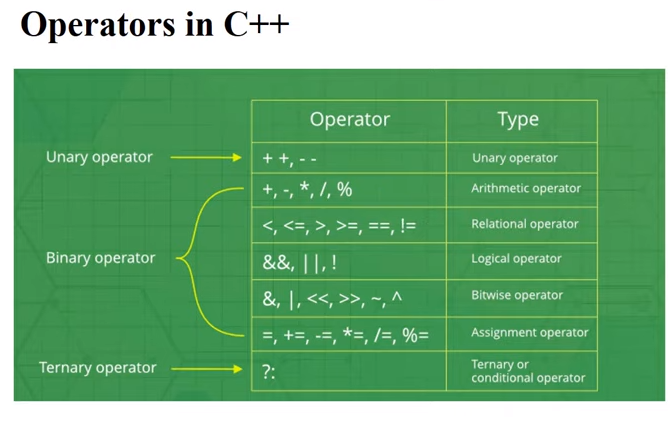 Operators in C++
Operator Type
Unary operator + +, - - Unary operator
+, -, *, /, % Arithmetic operator
<, <=, >, >=, ==, != Relational operator
Binary operator &&, ||, ! Logical operator
&, |, <<, >>, ~, ^ Bitwise operator
=, +=, -=, *=, /=, %= Assignment operator
Ternary operator ?: Ternary or
conditional operator